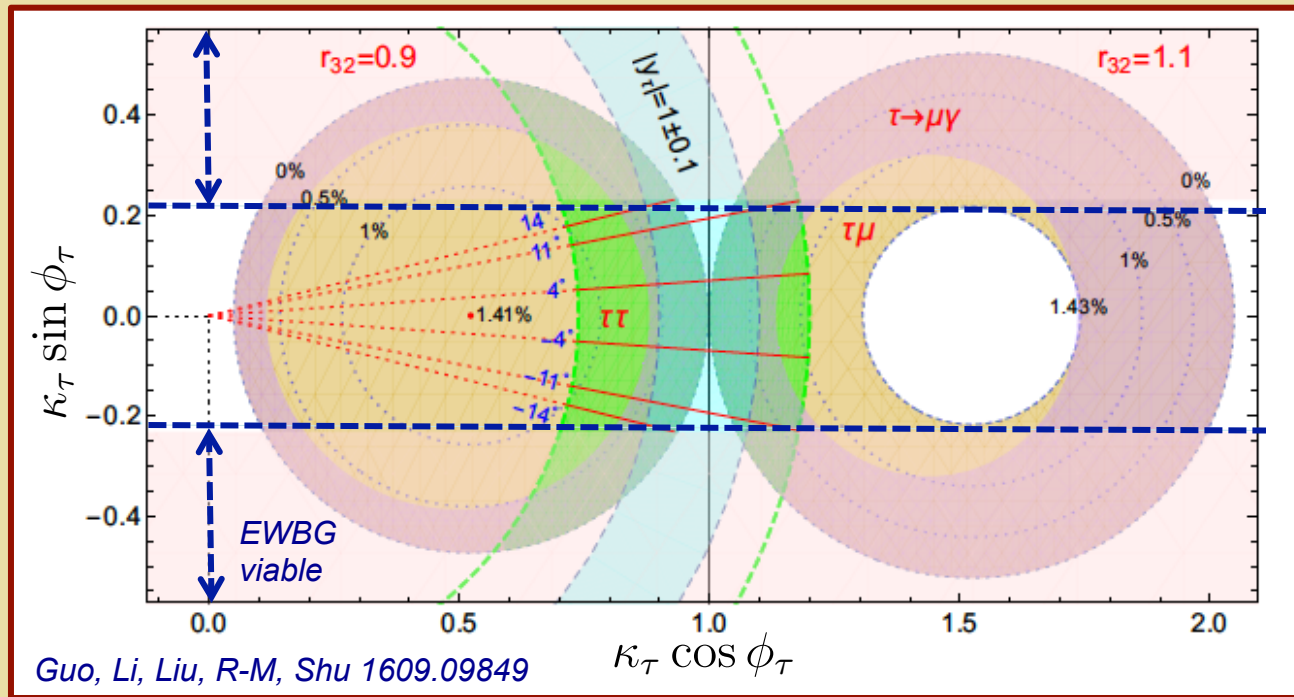 r₃₂=0.9
r₃₂=1.1
|yτ|=1±0.1
τ→μγ
0.4
0%
0%
0.5%
0.5%
0.2
14°
11°
τμ
1%
1%
4°
0.0
1.41%
ττ
1.43%
-4°
-11°
−0.2
-14°
−0.4
EWBG
viable
κτ sin ϕτ
0.0
0.5
1.0
1.5
2.0
Guo, Li, Liu, R-M, Shu 1609.09849
κτ cos ϕτ